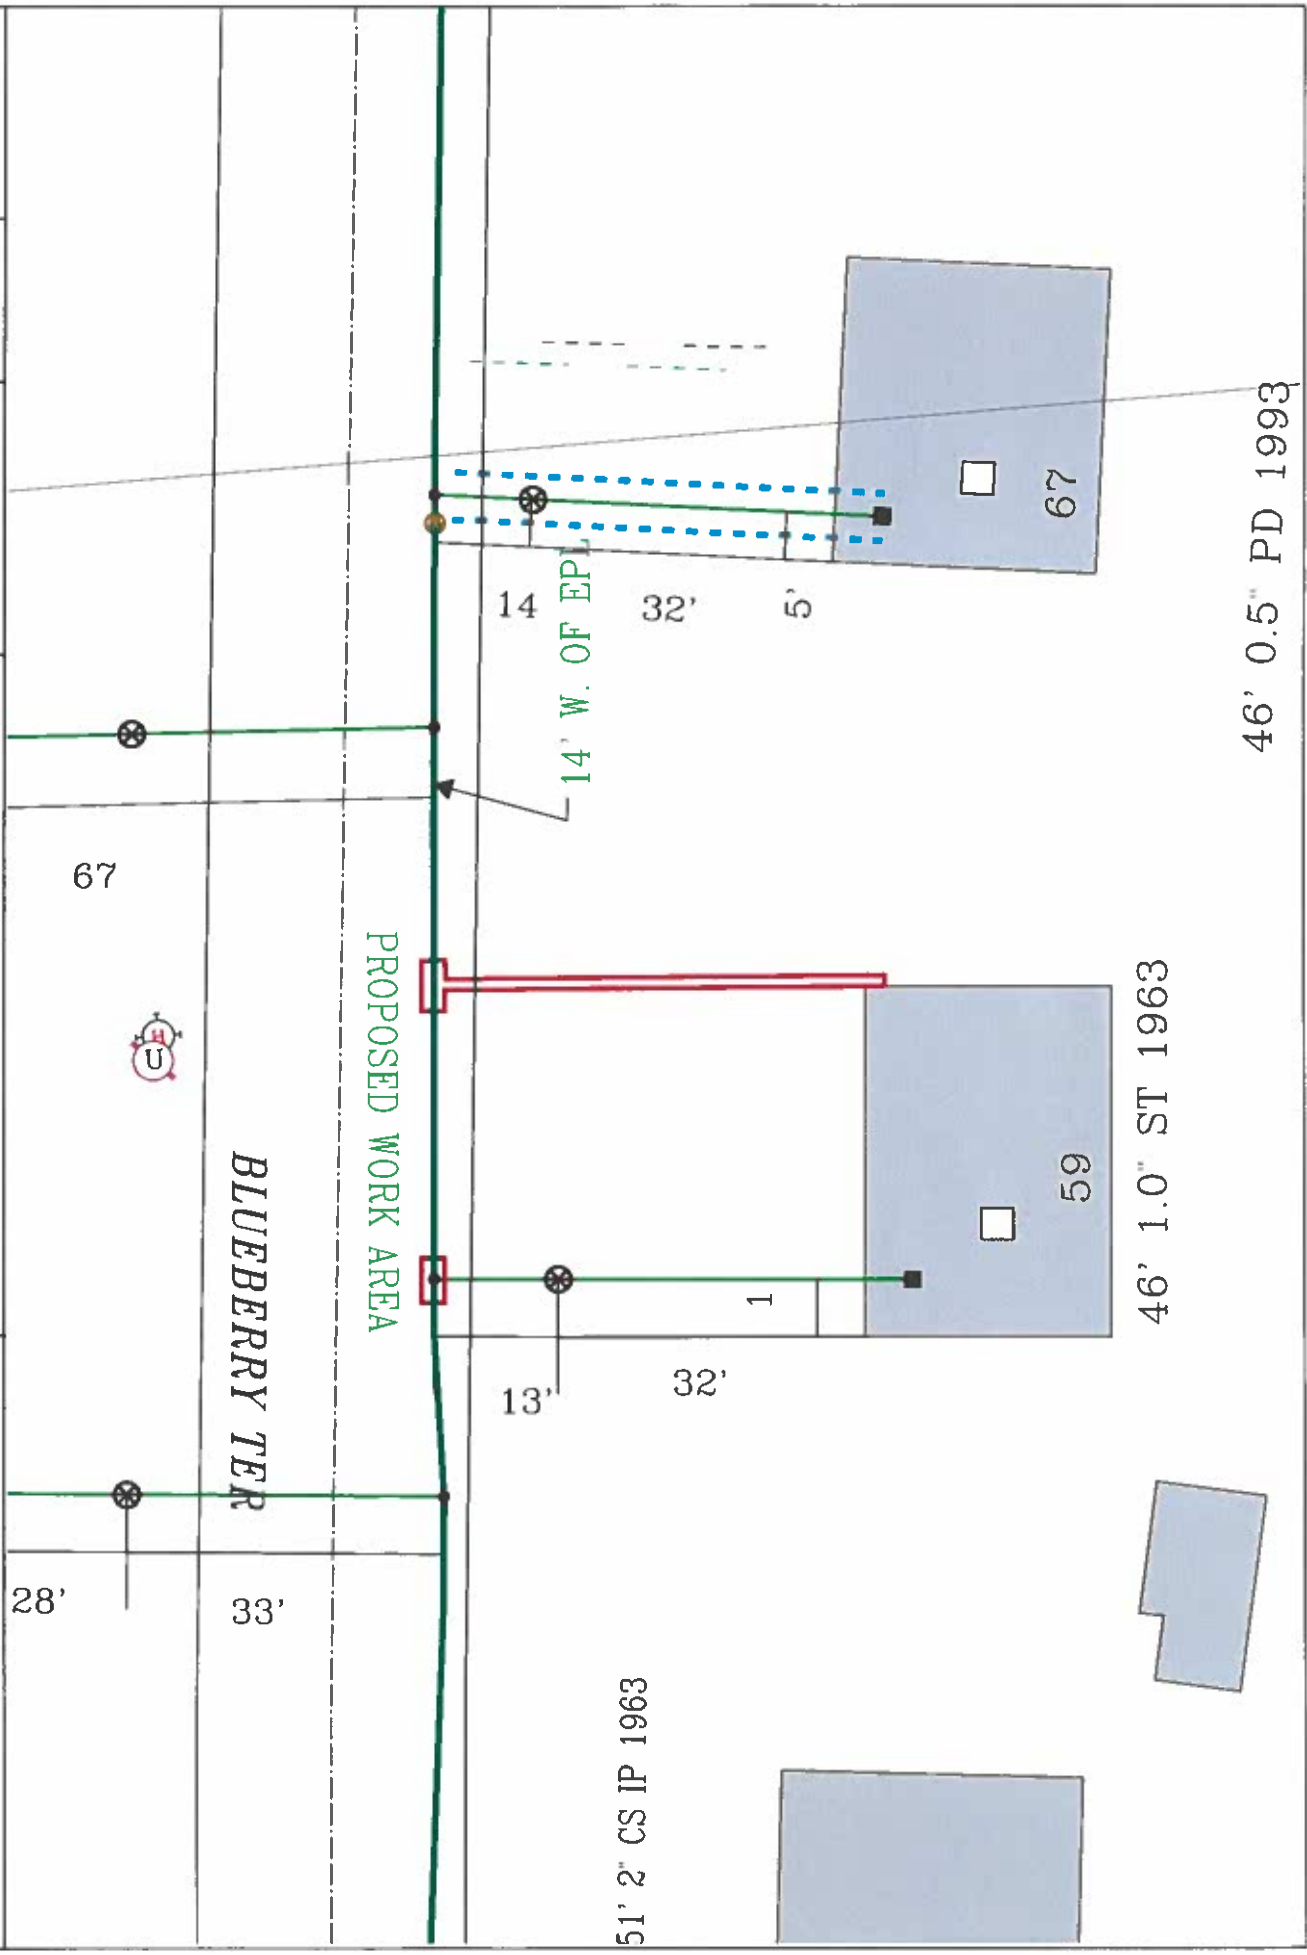 14
32'
5'
67
46' 0.5" PD 1993
14' W. OF EPL
67
PROPOSED WORK AREA
H
U
BLUEBERRY TER
59
46' 1.0" ST 1963
1
13'
32'
28'
33'
51' 2" CS IP 1963